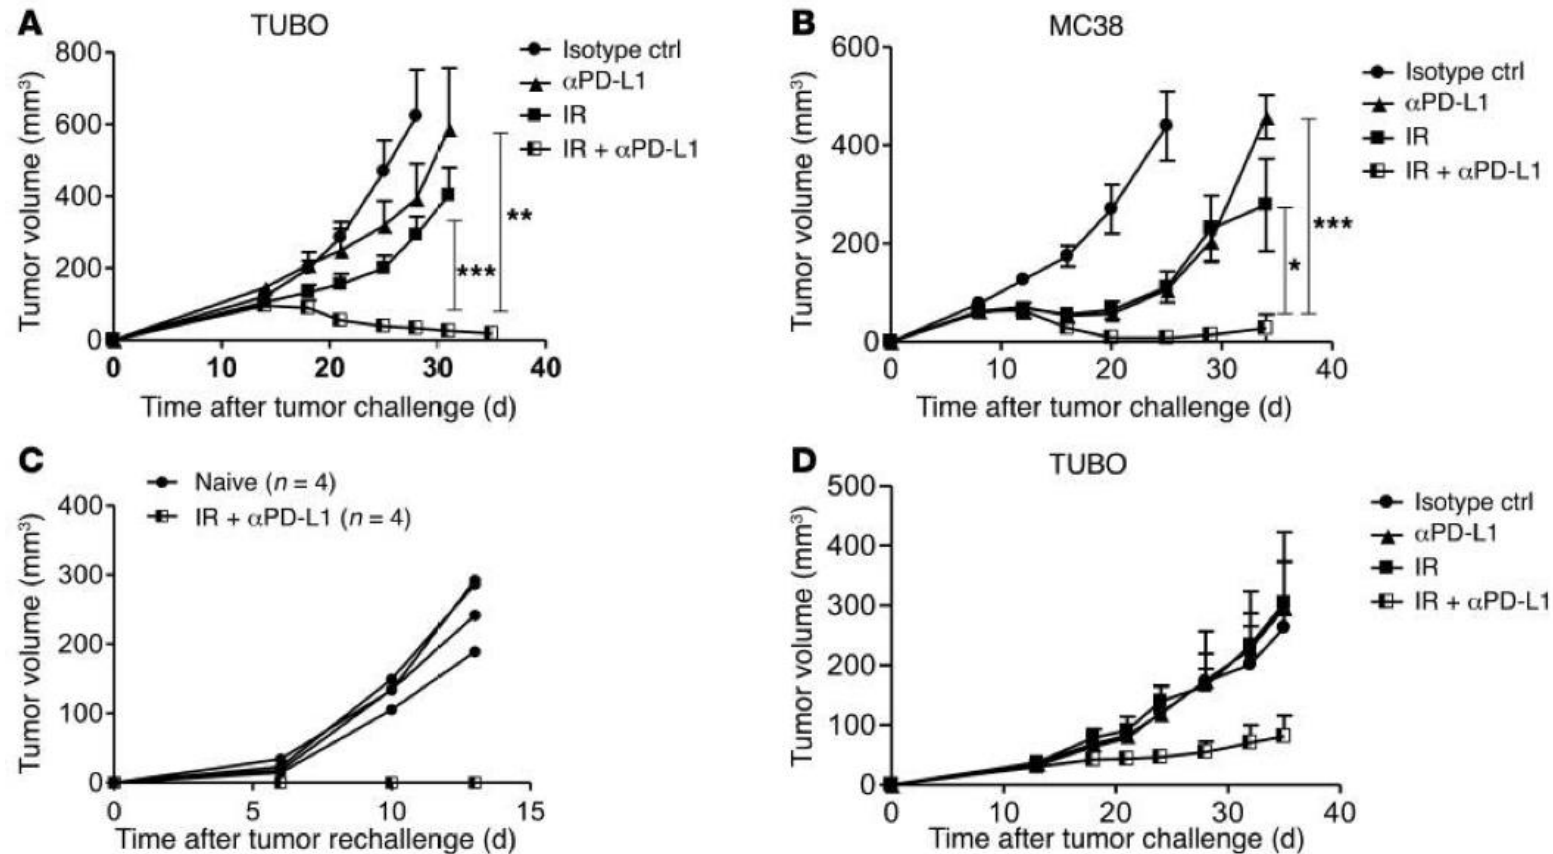 A
TUBO
800
600
400
200
0
Tumor volume (mm³)
0 10 20 30 40
Time after tumor challenge (d)
Isotype ctrl
αPD-L1
IR
IR + αPD-L1
**
***
B
MC38
600
400
200
0
Tumor volume (mm³)
0 10 20 30 40
Time after tumor challenge (d)
Isotype ctrl
αPD-L1
IR
IR + αPD-L1
***
*
C
Naive (n = 4)
IR + αPD-L1 (n = 4)
400
300
200
100
0
Tumor volume (mm³)
0 5 10 15
Time after tumor rechallenge (d)
D
TUBO
500
400
300
200
100
0
Tumor volume (mm³)
0 10 20 30 40
Time after tumor challenge (d)
Isotype ctrl
αPD-L1
IR
IR + αPD-L1